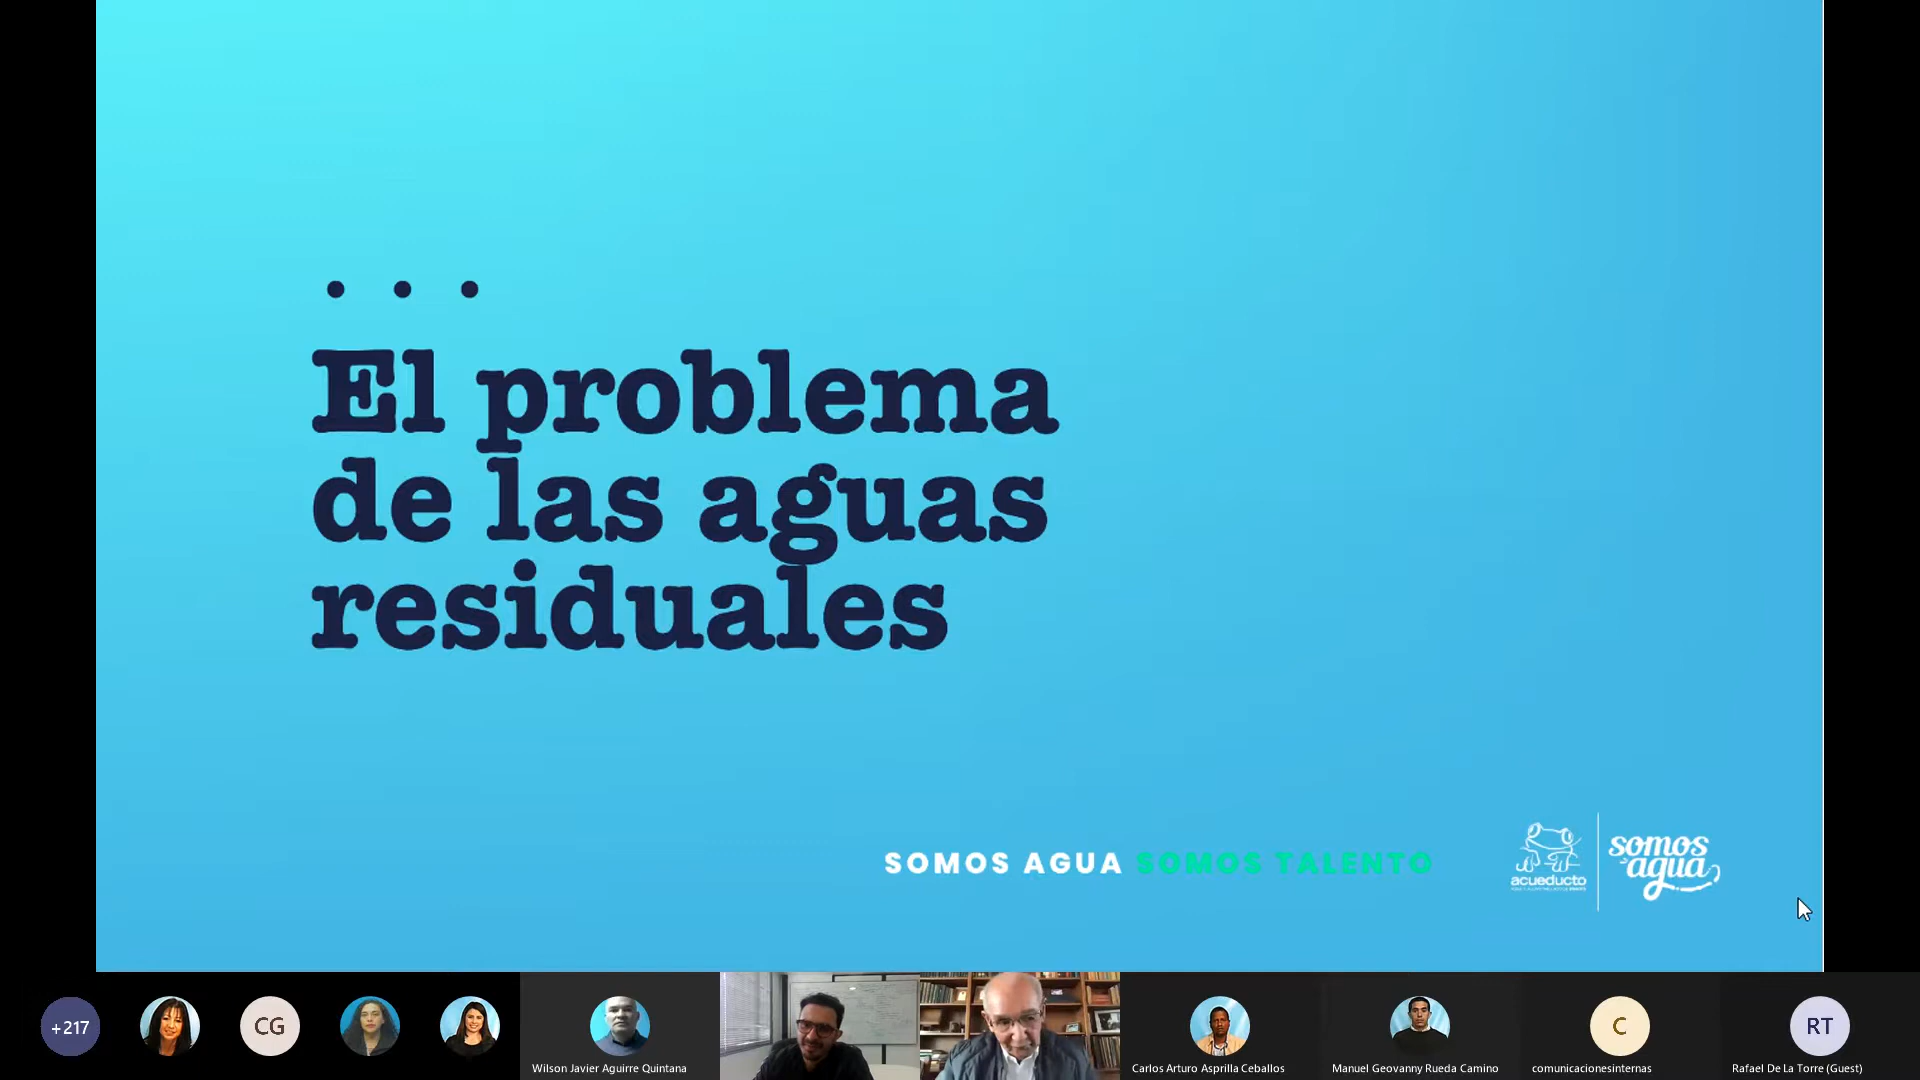 El problema
de las aguas
residuales
SOMOS AGUA SOMOS TALENTO
acueducto
somos
agua
+217
CG
Wilson Javier Aguirre Quintana
Carlos Arturo Asprilla Ceballos
Manuel Geovanny Rueda Camino
C
comunicacionesinternas
RT
Rafael De La Torre (Guest)